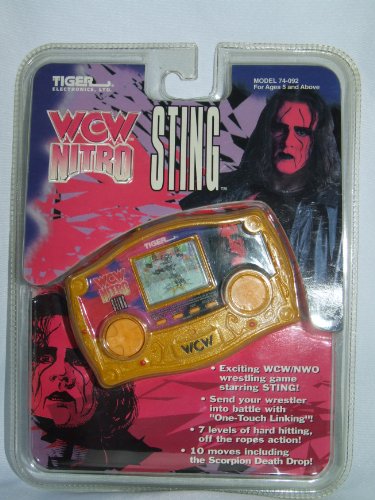 TIGER
ELECTRONICS, LTD.
MODEL 74-092
For Ages 5 and Above
WCW
NITRO
STING
TM
TIGER
WCW
NITRO
WCW
• Exciting WCW/NWO
wrestling game
starring STING!
• Send your wrestler
into battle with
"One-Touch Linking"!
• 7 levels of hard hitting,
off the ropes action!
• 10 moves including
the Scorpion Death Drop!